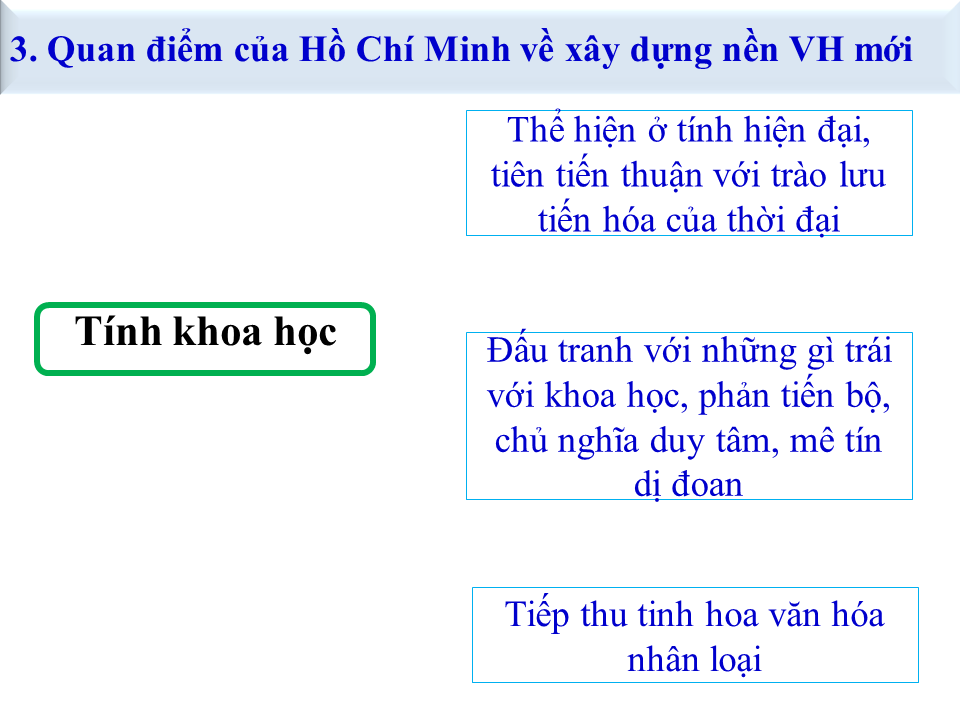 3. Quan điểm của Hồ Chí Minh về xây dựng nền VH mới
Thể hiện ở tính hiện đại,
tiên tiến thuận với trào lưu
tiến hóa của thời đại
Tính khoa học
Đấu tranh với những gì trái
với khoa học, phản tiến bộ,
chủ nghĩa duy tâm, mê tín
dị đoan
Tiếp thu tinh hoa văn hóa
nhân loại